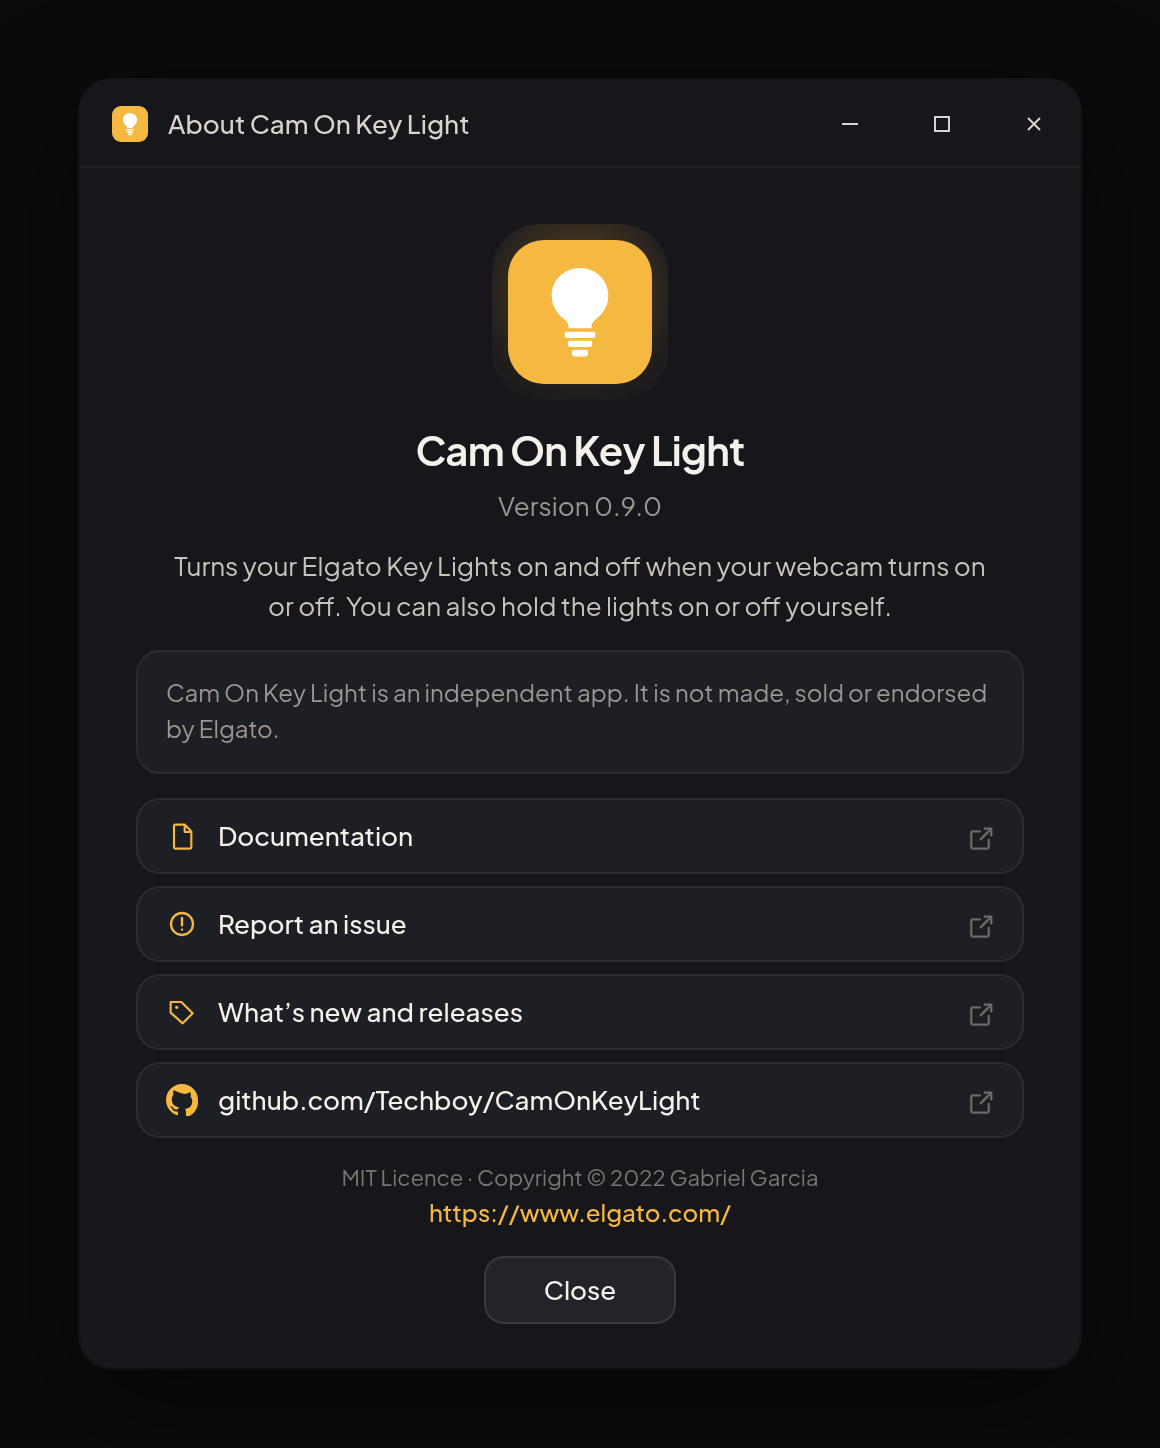 About Cam On Key Light
Cam On Key Light
Version 0.9.0
Turns your Elgato Key Lights on and off when your webcam turns on
or off. You can also hold the lights on or off yourself.
Cam On Key Light is an independent app. It is not made, sold or endorsed
by Elgato.
Documentation
Report an issue
What’s new and releases
github.com/Techboy/CamOnKeyLight
MIT Licence · Copyright © 2022 Gabriel Garcia
https://www.elgato.com/
Close